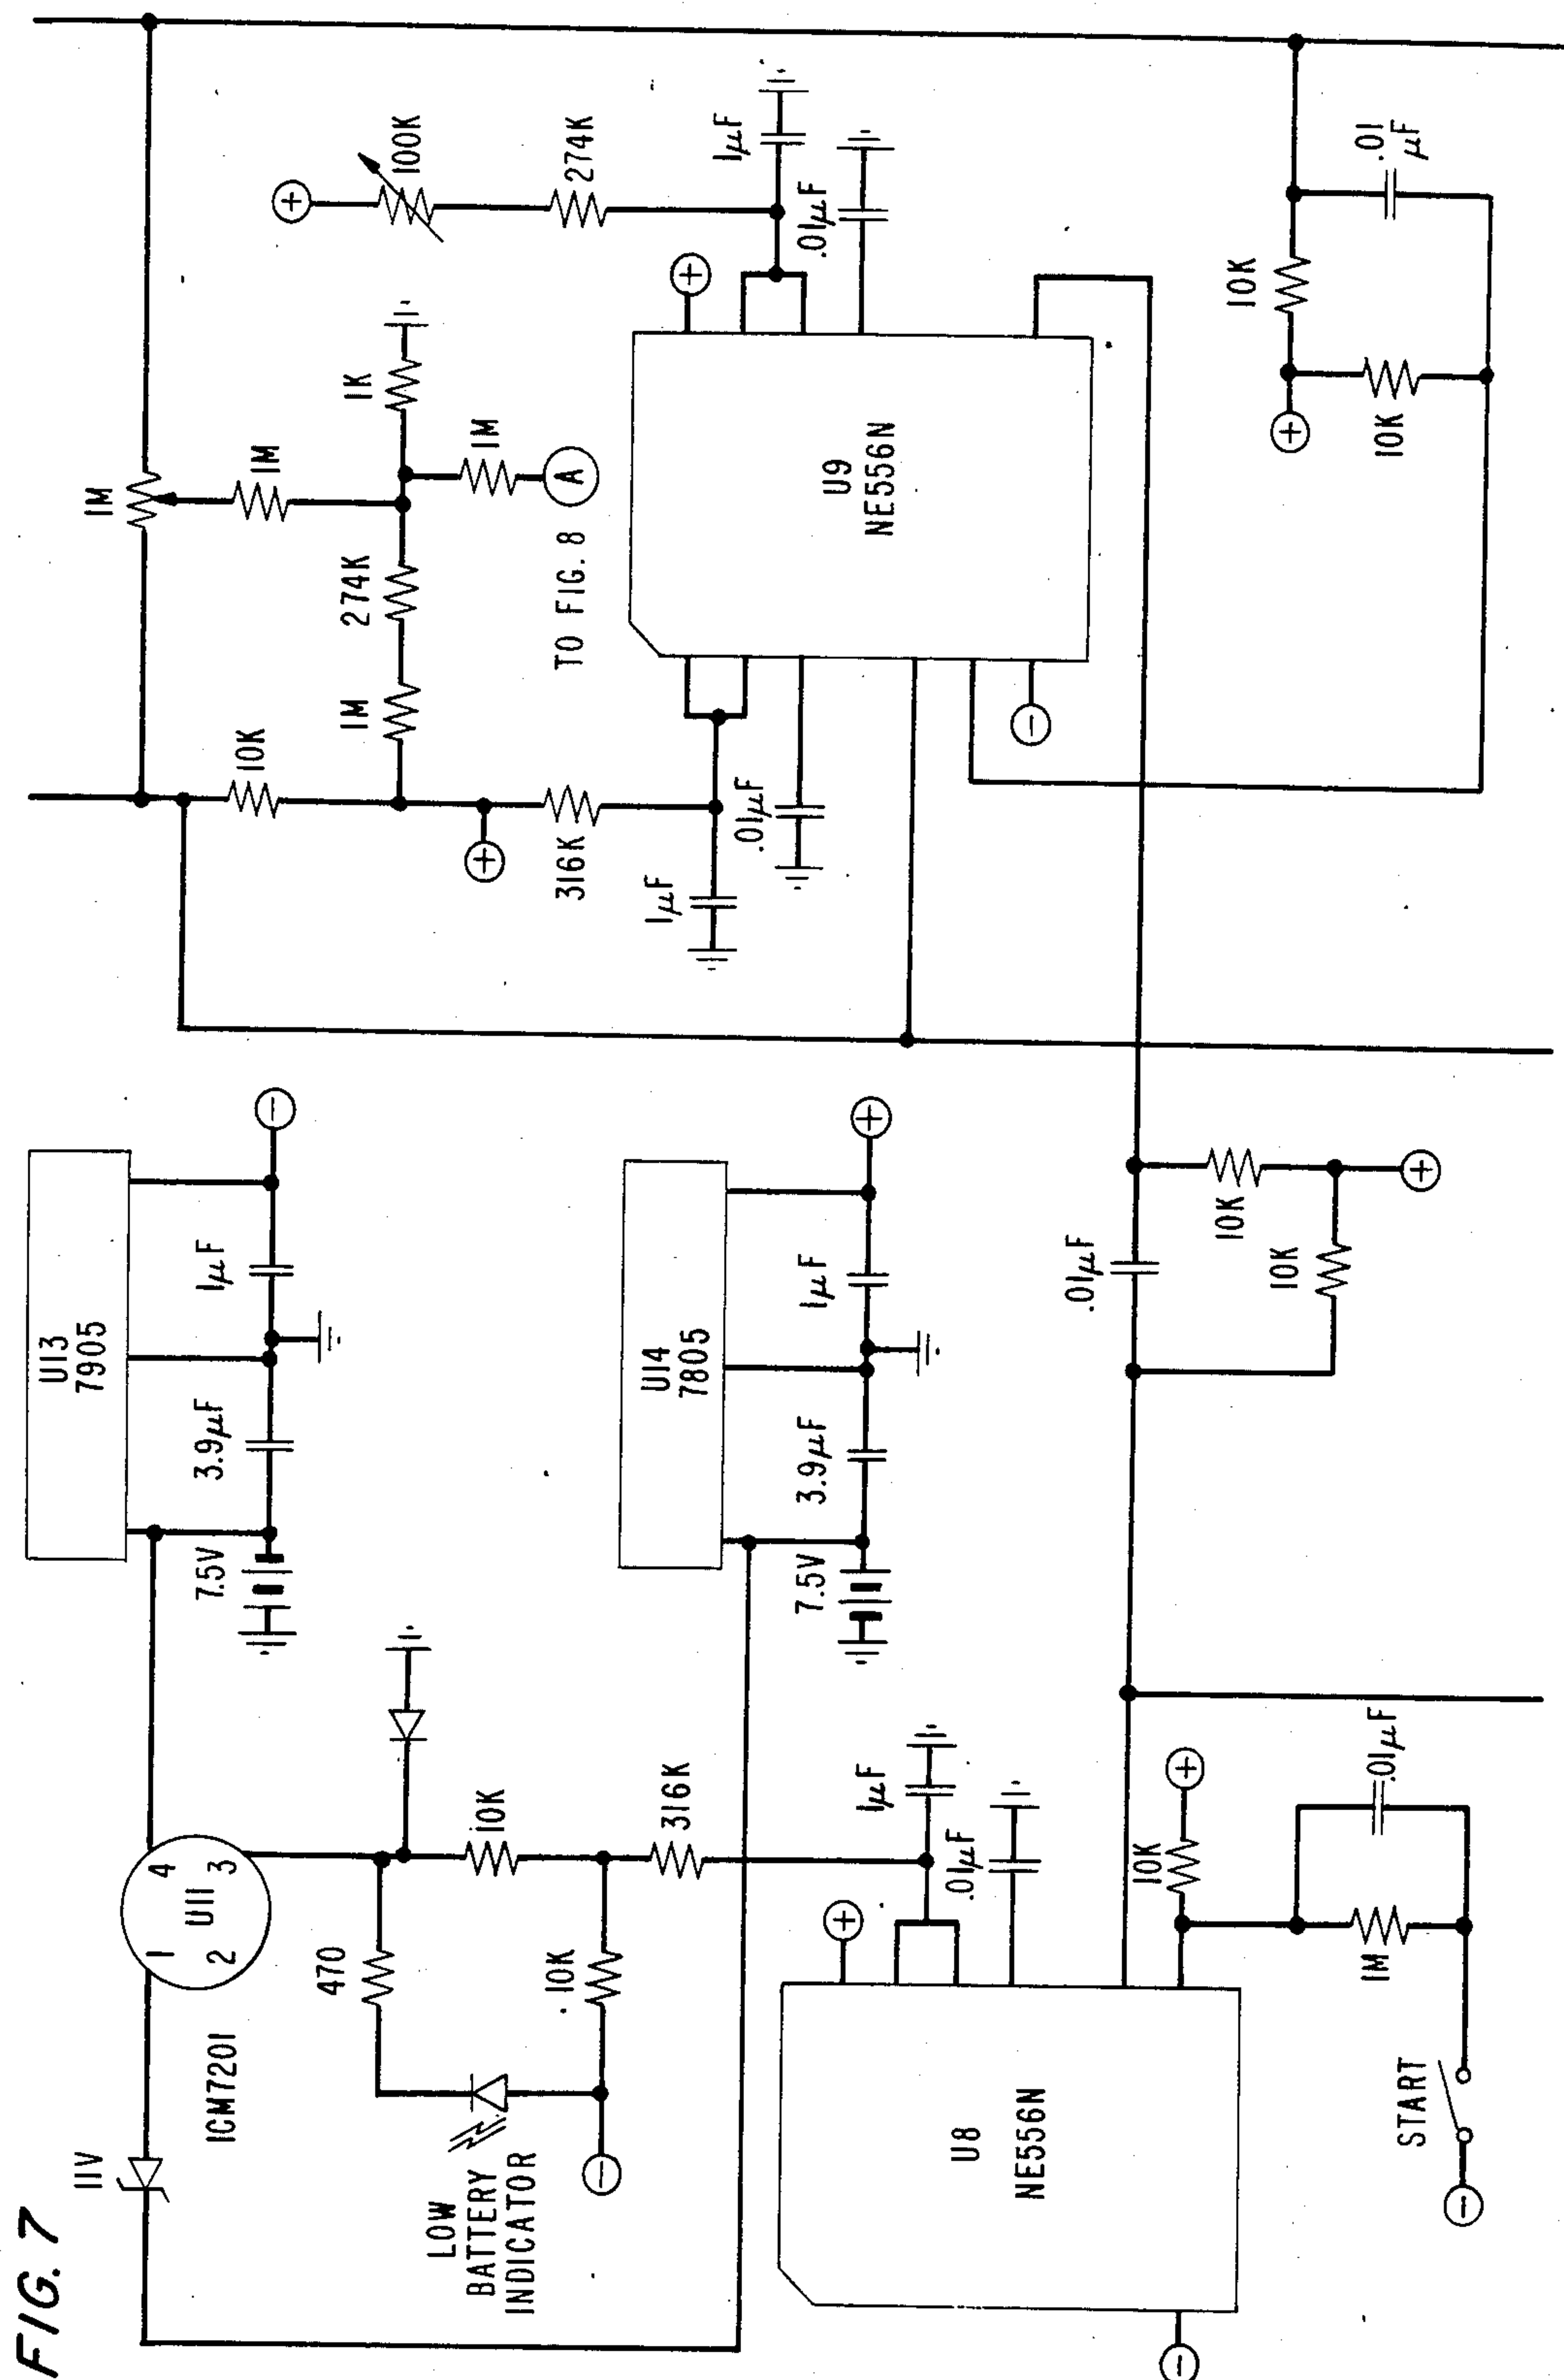 FIG. 7
11V
ICM7201
1
2
3
4
U11
LOW
BATTERY
INDICATOR
470
10K
10K
316K
7.5V
3.9µF
1µF
U13
7905
−
−
7.5V
3.9µF
1µF
U14
7805
+
U8
NE556N
−
+
1µF
.01µF
10K
+
1M
.01µF
START
−
.01µF
10K
10K
+
1M
10K
1M
274K
1M
1K
1M
A
TO FIG. 8
+
316K
1µF
.01µF
U9
NE556N
−
+
+
100K
274K
1µF
.01µF
10K
+
10K
.01
µF